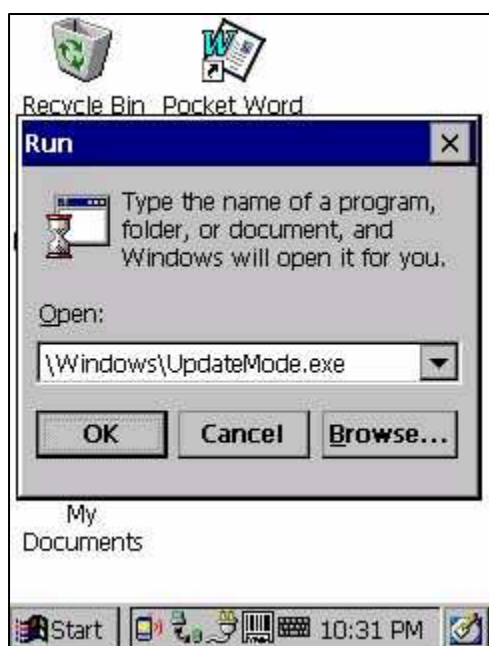 Recycle Bin Pocket Word
Run
Type the name of a program,
folder, or document, and
Windows will open it for you.
Open:
\Windows\UpdateMode.exe
OK Cancel Browse...
My
Documents
Start 10:31 PM